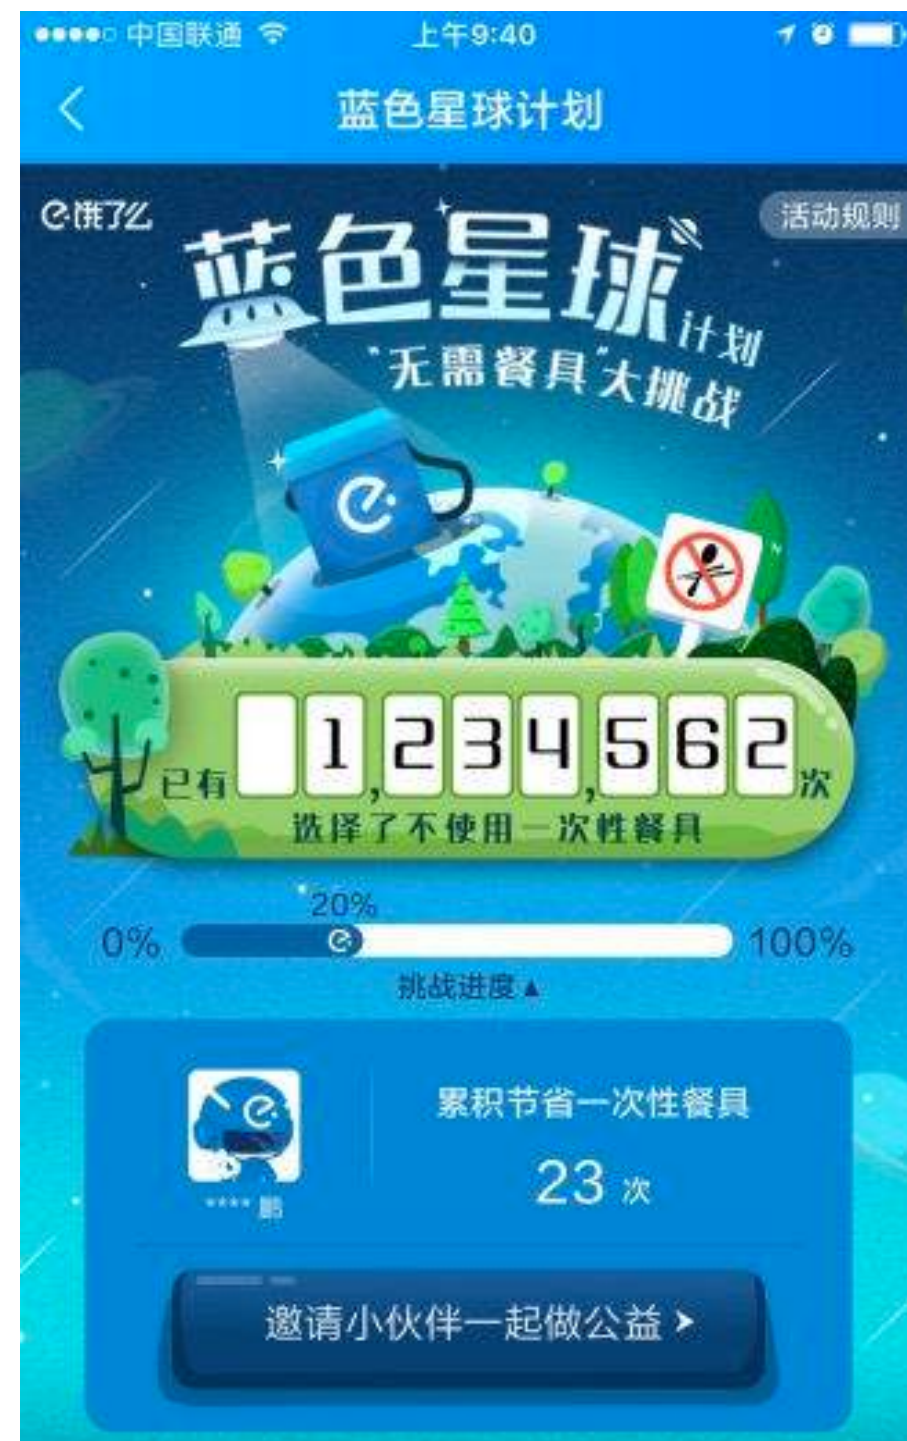 中国联通
上午9:40
蓝色星球计划
e饿了么
活动规则
蓝色星球计划
"无需餐具"大挑战
已有1,234,562次
选择了不使用一次性餐具
20%
0%
100%
挑战进度▲
累积节省一次性餐具
23 次
**** 鹏
邀请小伙伴一起做公益 >